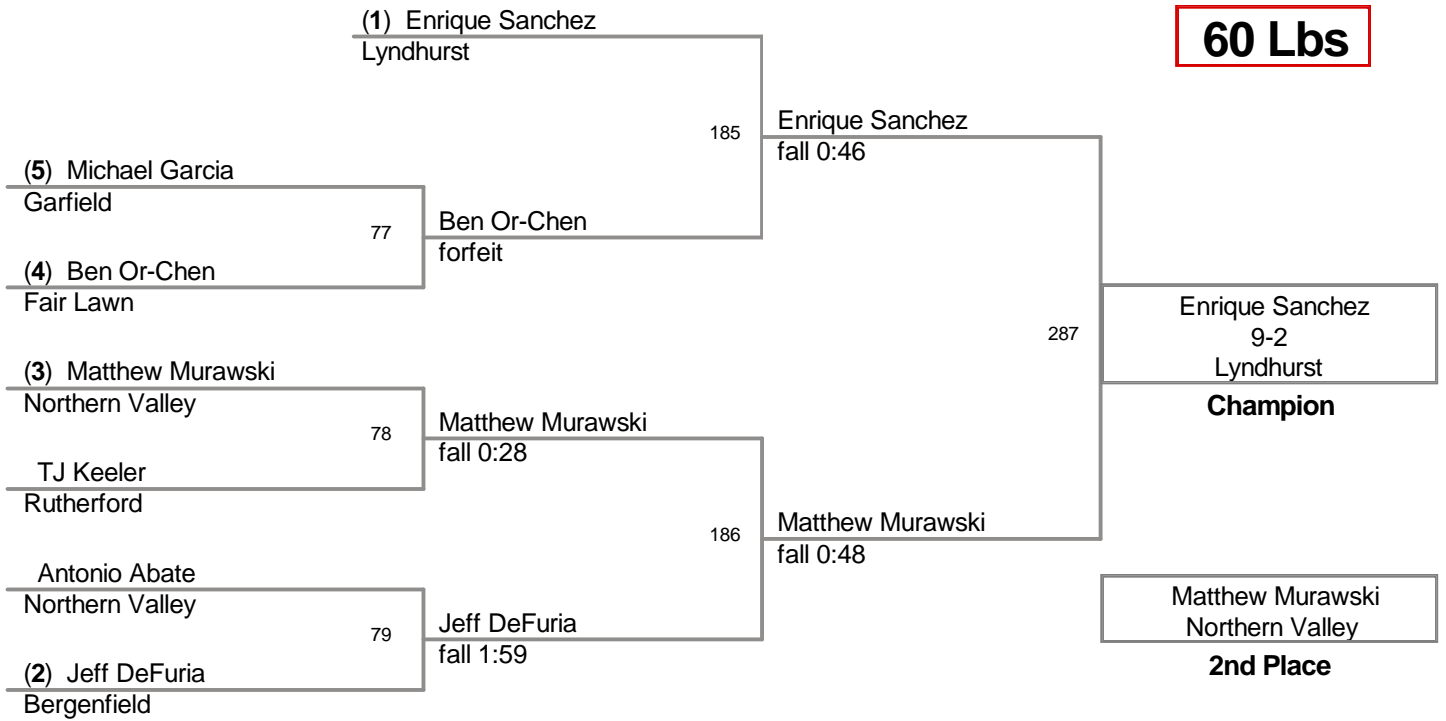 (1) Enrique Sanchez
Lyndhurst
60 Lbs
185
Enrique Sanchez
fall 0:46
(5) Michael Garcia
Garfield
77
Ben Or-Chen
forfeit
(4) Ben Or-Chen
Fair Lawn
287
Enrique Sanchez
9-2
Lyndhurst
Champion
(3) Matthew Murawski
Northern Valley
78
Matthew Murawski
fall 0:28
TJ Keeler
Rutherford
186
Matthew Murawski
fall 0:48
Antonio Abate
Northern Valley
79
Jeff DeFuria
fall 1:59
(2) Jeff DeFuria
Bergenfield
Matthew Murawski
Northern Valley
2nd Place